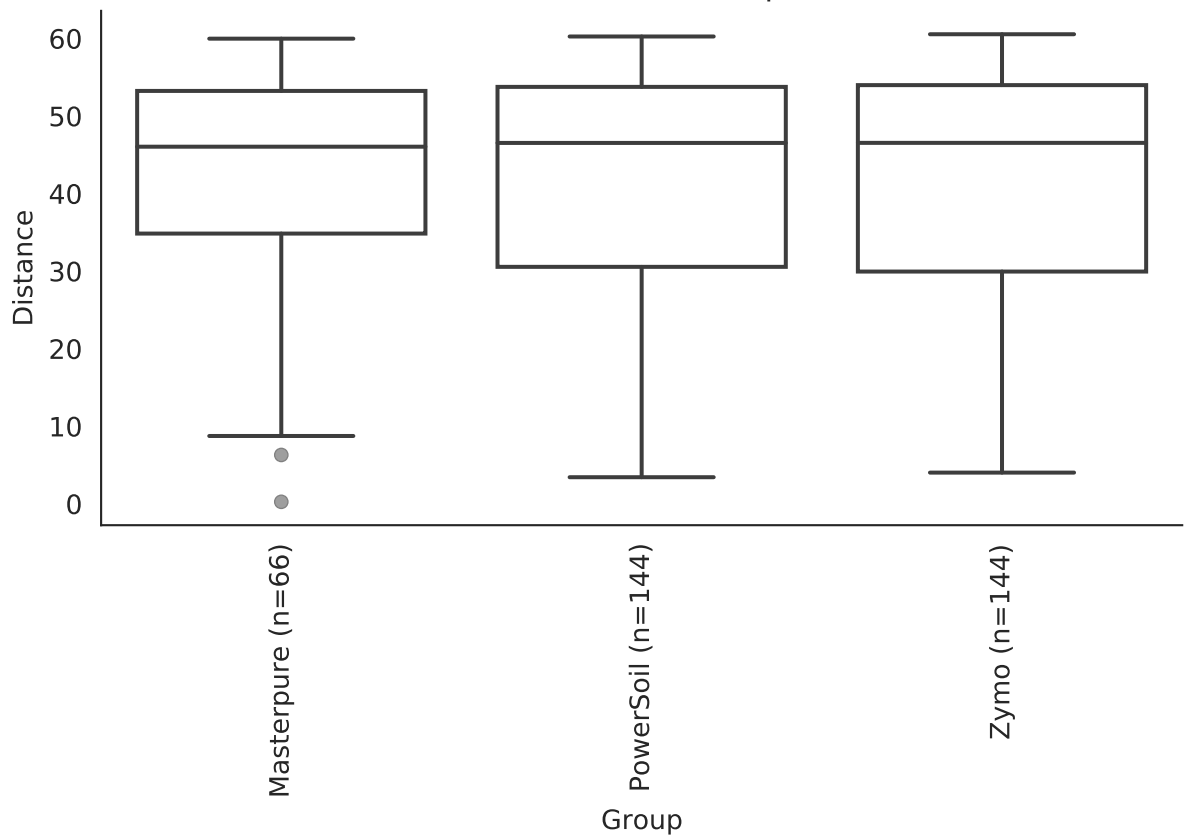 60
50
40
30
20
10
0
Distance
Masterpure (n=66)
PowerSoil (n=144)
Zymo (n=144)
Group